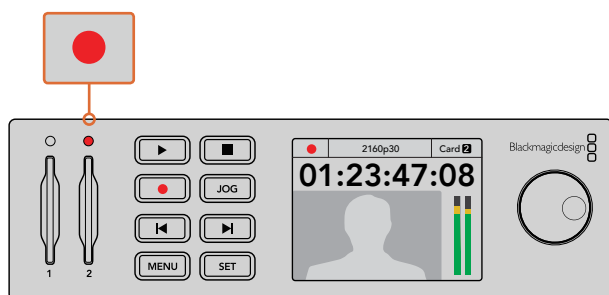 2160p30 Card 2
Blackmagicdesign
01:23:47:08
JOG
MENU SET
1 2